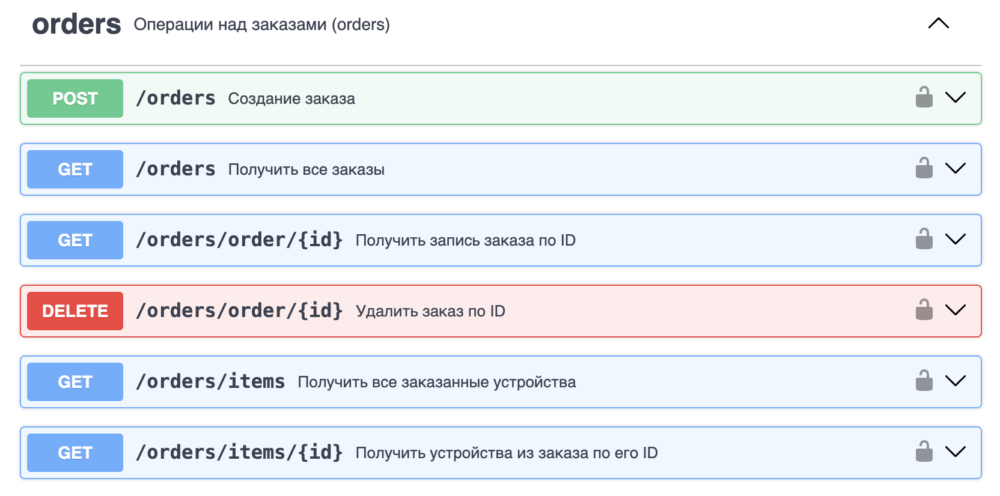 orders Операции над заказами (orders)
POST /orders Создание заказа
GET /orders Получить все заказы
GET /orders/order/{id} Получить запись заказа по ID
DELETE /orders/order/{id} Удалить заказ по ID
GET /orders/items Получить все заказанные устройства
GET /orders/items/{id} Получить устройства из заказа по его ID